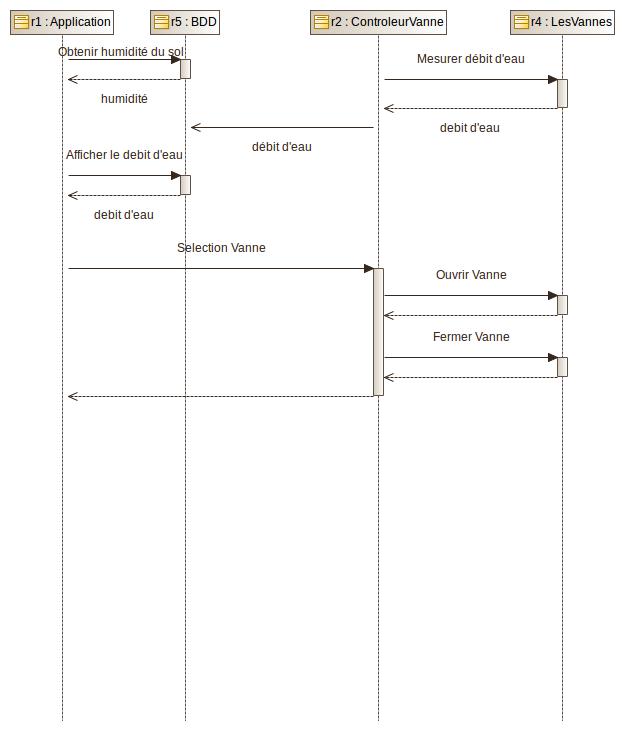 r1 : Application
r5 : BDD
r2 : ControleurVanne
r4 : LesVannes
Obtenir humidité du sol
Mesurer débit d'eau
humidité
debit d'eau
débit d'eau
Afficher le debit d'eau
debit d'eau
Selection Vanne
Ouvrir Vanne
Fermer Vanne